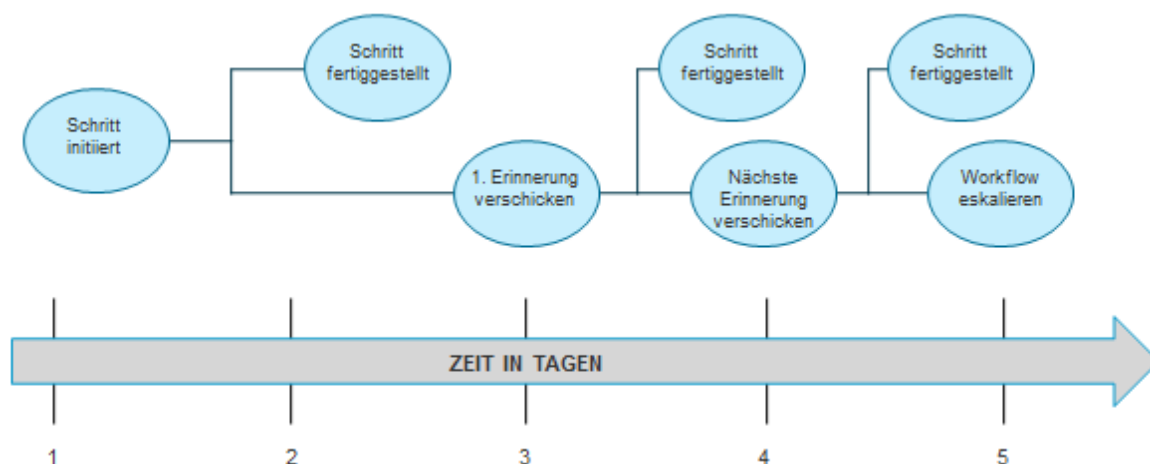 Schritt
fertiggestellt
Schritt
fertiggestellt
Schritt
fertiggestellt
Schritt
initiiert
1. Erinnerung
verschicken
Nächste
Erinnerung
verschicken
Workflow
eskalieren
ZEIT IN TAGEN
1
2
3
4
5